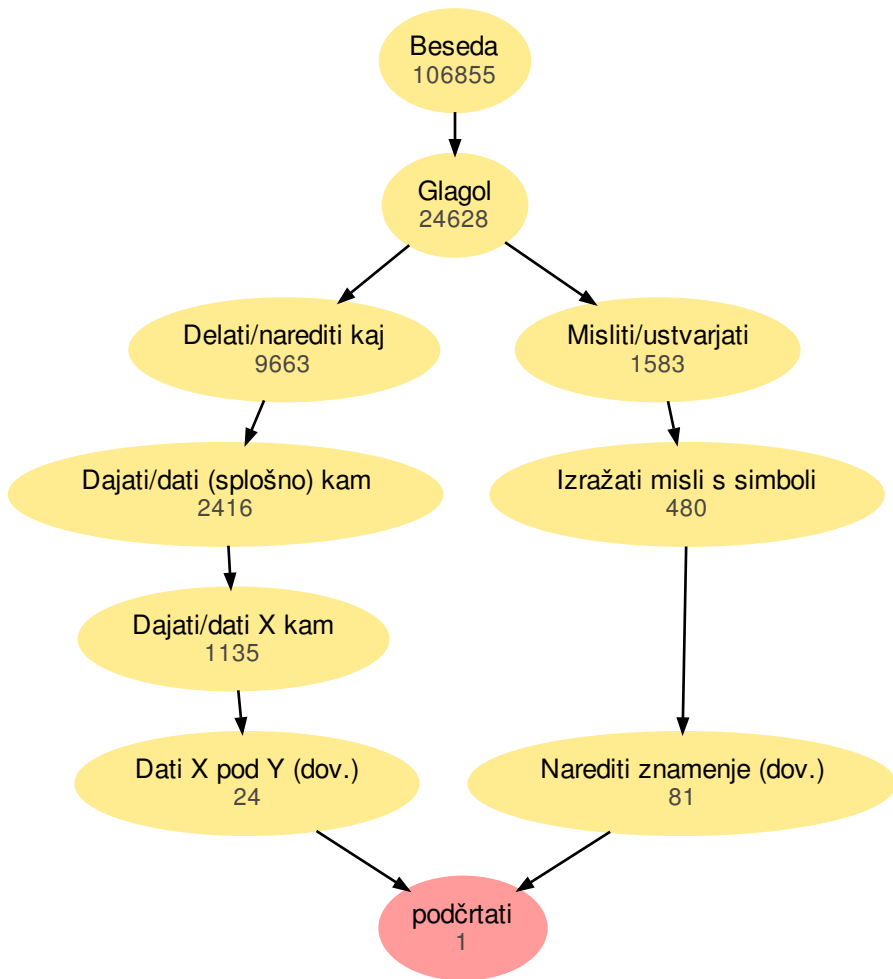 Beseda
106855
Glagol
24628
Delati/narediti kaj
9663
Misliti/ustvarjati
1583
Dajati/dati (splošno) kam
2416
Izražati misli s simboli
480
Dajati/dati X kam
1135
Dati X pod Y (dov.)
24
Narediti znamenje (dov.)
81
podčrtati
1